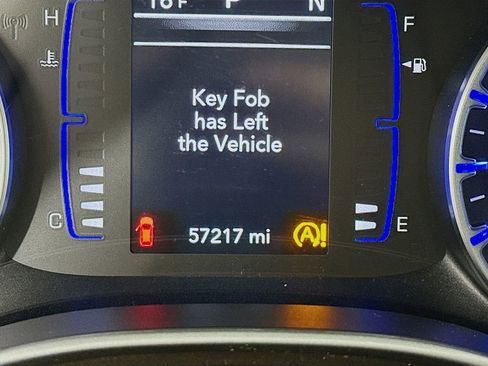 H
F
P
N
Key Fob
has Left
the Vehicle
C
57217 mi
A!
E